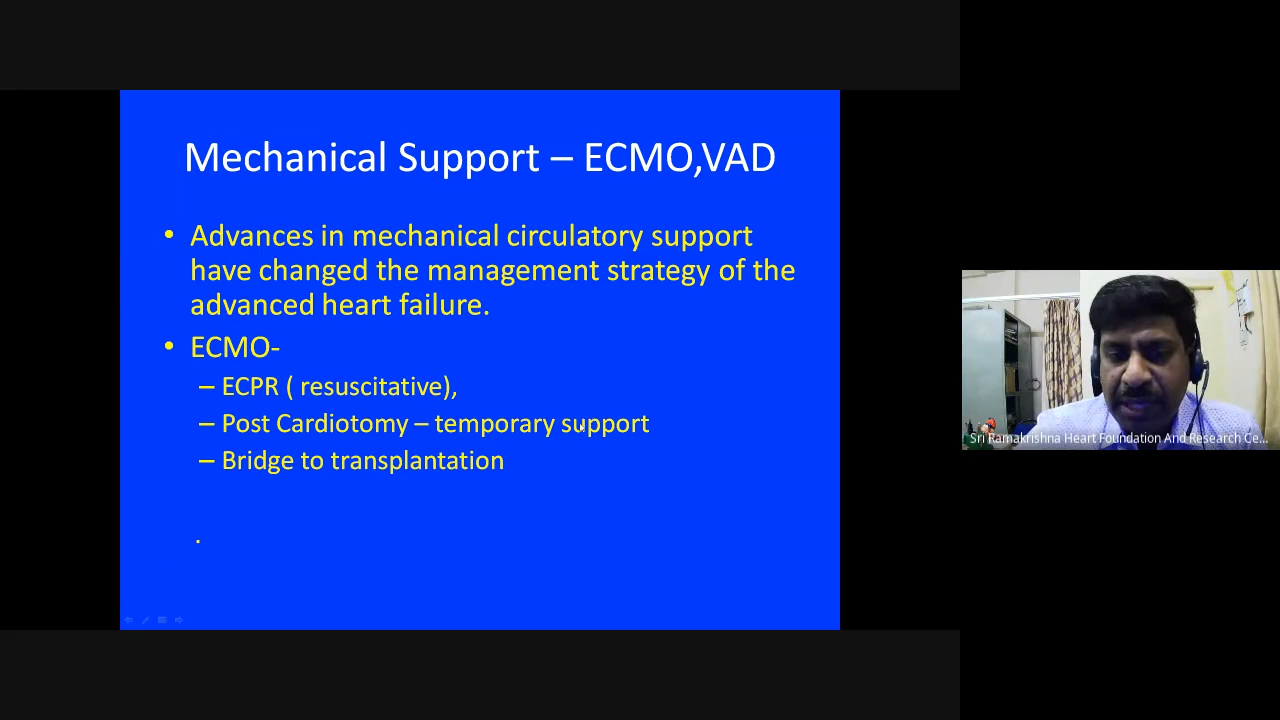 Mechanical Support – ECMO,VAD
• Advances in mechanical circulatory support
have changed the management strategy of the
advanced heart failure.
• ECMO-
– ECPR ( resuscitative),
– Post Cardiotomy – temporary support
– Bridge to transplantation
.
Sri Ramakrishna Heart Foundation And Research Ce...